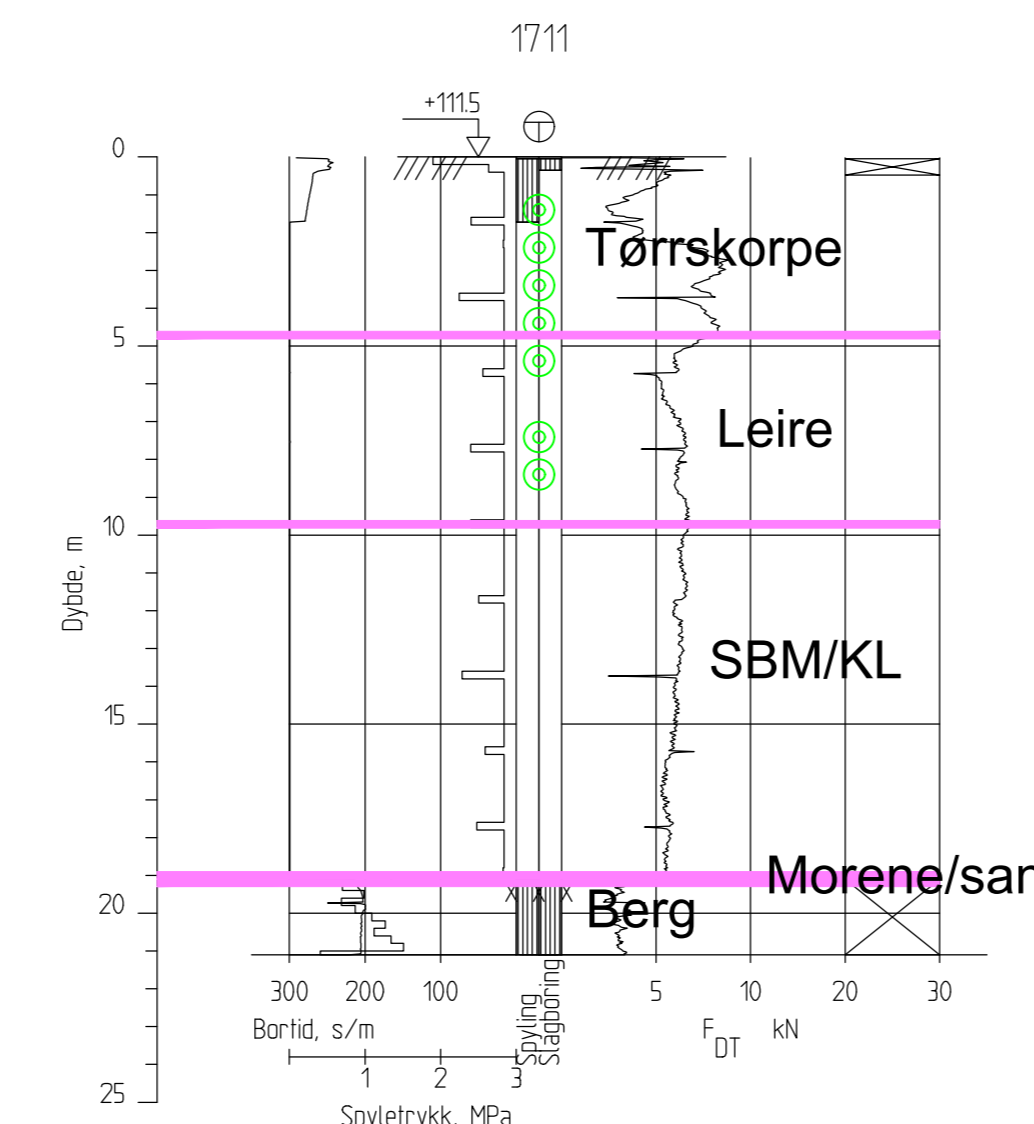 1711
+111.5
0
Tørrskorpe
5
Leire
10
Dybde, m
SBM/KL
15
Morene/san
20
Berg
300 200 100 5 10 20 30
Spyling
Slagboring
Bortid, s/m
F DT kN
1 2 3
25
Spyletrykk, MPa